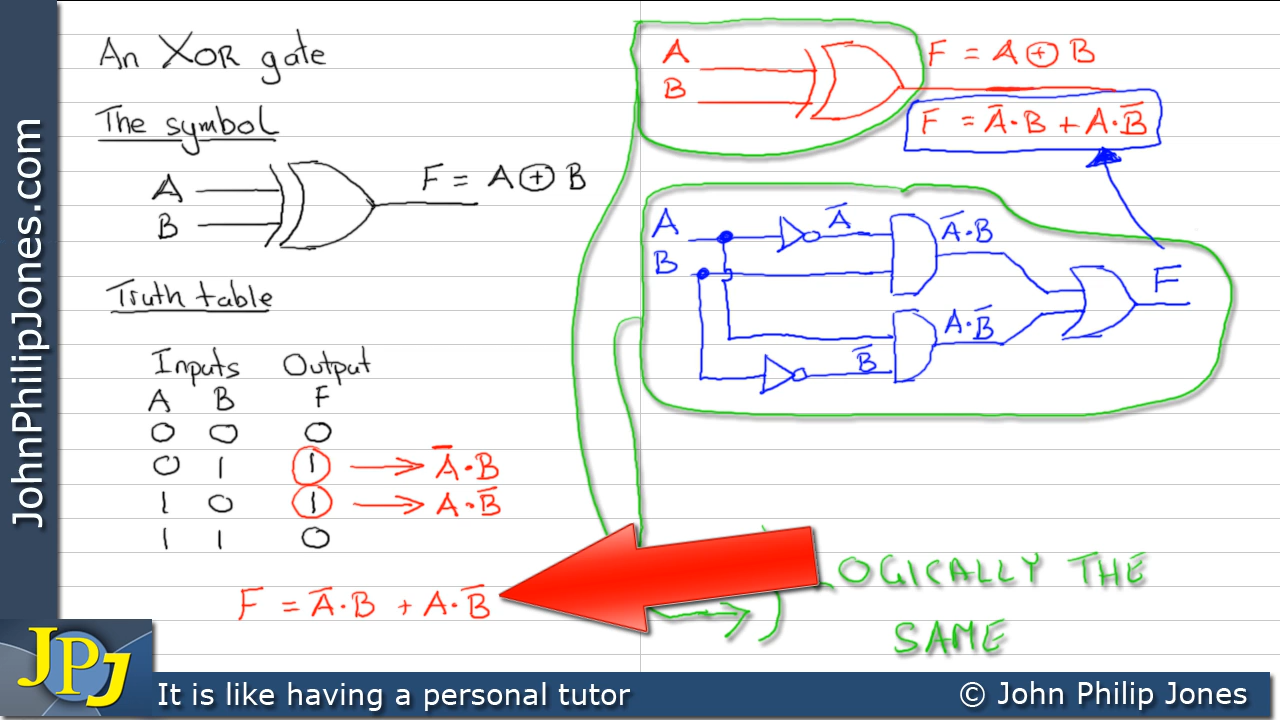 JohnPhilipJones.com
An XOR gate
The symbol
A
B
F = A ⊕ B
Truth table
Inputs Output
A B F
0 0 0
0 1 1 → A̅·B
1 0 1 → A·B̅
1 1 0
F = A̅·B + A·B̅
A
B
F = A ⊕ B
F = A̅·B + A·B̅
A
B
A̅
A̅·B
F
A·B̅
B̅
LOGICALLY THE
SAME
JPJ
It is like having a personal tutor
© John Philip Jones